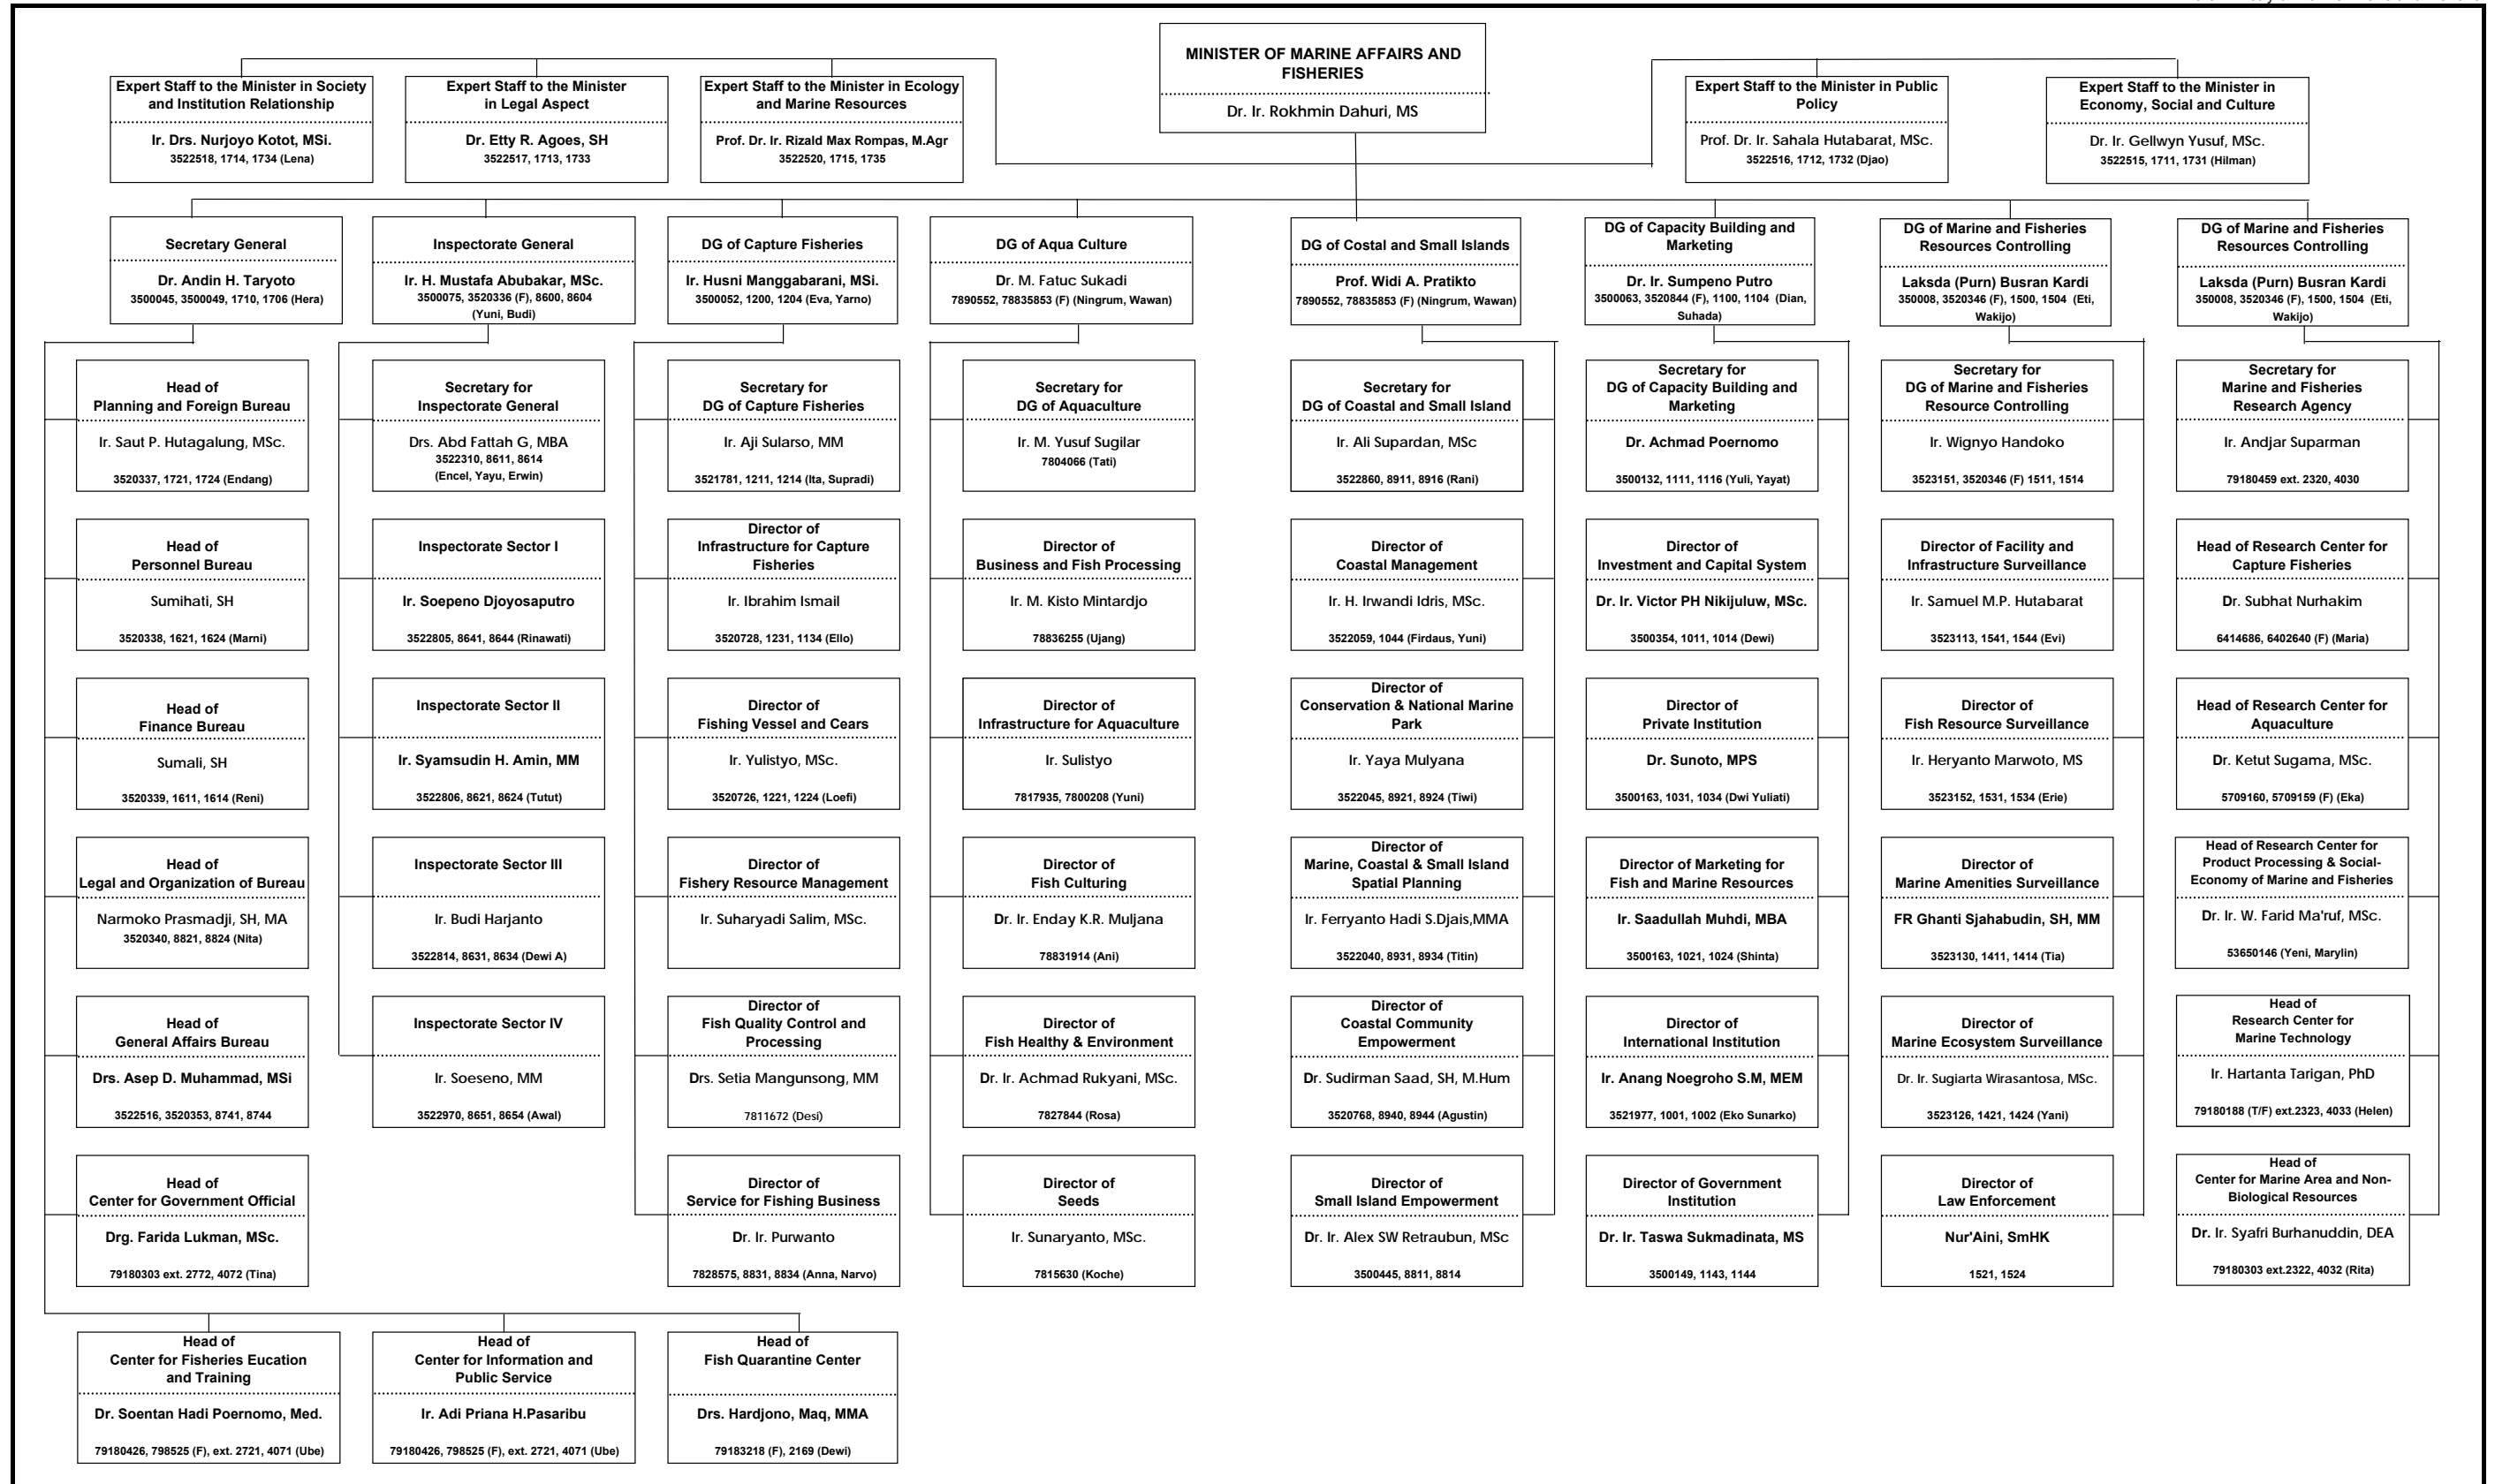 MINISTER OF MARINE AFFAIRS AND
FISHERIES
Dr. Ir. Rokhmin Dahuri, MS
Expert Staff to the Minister in Society
and Institution Relationship
Ir. Drs. Nurjoyo Kotot, MSi.
3522518, 1714, 1734 (Lena)
Expert Staff to the Minister
in Legal Aspect
Dr. Etty R. Agoes, SH
3522517, 1713, 1733
Expert Staff to the Minister in Ecology
and Marine Resources
Prof. Dr. Ir. Rizald Max Rompas, M.Agr
3522520, 1715, 1735
Expert Staff to the Minister in Public
Policy
Prof. Dr. Ir. Sahala Hutabarat, MSc.
3522516, 1712, 1732 (Djao)
Expert Staff to the Minister in
Economy, Social and Culture
Dr. Ir. Gellwyn Yusuf, MSc.
3522515, 1711, 1731 (Hilman)
Secretary General
Dr. Andin H. Taryoto
3500045, 3500049, 1710, 1706 (Hera)
Inspectorate General
Ir. H. Mustafa Abubakar, MSc.
3500075, 3520336 (F), 8600, 8604
(Yuni, Budi)
DG of Capture Fisheries
Ir. Husni Manggabarani, MSi.
3500052, 1200, 1204 (Eva, Yarno)
DG of Aqua Culture
Dr. M. Fatuc Sukadi
7890552, 78835853 (F) (Ningrum, Wawan)
DG of Costal and Small Islands
Prof. Widi A. Pratikto
7890552, 78835853 (F) (Ningrum, Wawan)
DG of Capacity Building and
Marketing
Dr. Ir. Sumpeno Putro
3500063, 3520844 (F), 1100, 1104 (Dian,
Suhada)
DG of Marine and Fisheries
Resources Controlling
Laksda (Purn) Busran Kardi
350008, 3520346 (F), 1500, 1504 (Eti,
Wakijo)
DG of Marine and Fisheries
Resources Controlling
Laksda (Purn) Busran Kardi
350008, 3520346 (F), 1500, 1504 (Eti,
Wakijo)
Head of
Planning and Foreign Bureau
Ir. Saut P. Hutagalung, MSc.
3520337, 1721, 1724 (Endang)
Secretary for
Inspectorate General
Drs. Abd Fattah G, MBA
3522310, 8611, 8614
(Encel, Yayu, Erwin)
Secretary for
DG of Capture Fisheries
Ir. Aji Sularso, MM
3521781, 1211, 1214 (Ita, Supradi)
Secretary for
DG of Aquaculture
Ir. M. Yusuf Sugilar
7804066 (Tati)
Secretary for
DG of Coastal and Small Island
Ir. Ali Supardan, MSc
3522860, 8911, 8916 (Rani)
Secretary for
DG of Capacity Building and
Marketing
Dr. Achmad Poernomo
3500132, 1111, 1116 (Yuli, Yayat)
Secretary for
DG of Marine and Fisheries
Resource Controlling
Ir. Wignyo Handoko
3523151, 3520346 (F) 1511, 1514
Secretary for
Marine and Fisheries
Research Agency
Ir. Andjar Suparman
79180459 ext. 2320, 4030
Head of
Personnel Bureau
Sumihati, SH
3520338, 1621, 1624 (Marni)
Inspectorate Sector I
Ir. Soepeno Djoyosaputro
3522805, 8641, 8644 (Rinawati)
Director of
Infrastructure for Capture
Fisheries
Ir. Ibrahim Ismail
3520728, 1231, 1134 (Ello)
Director of
Business and Fish Processing
Ir. M. Kisto Mintardjo
78836255 (Ujang)
Director of
Coastal Management
Ir. H. Irwandi Idris, MSc.
3522059, 1044 (Firdaus, Yuni)
Director of
Investment and Capital System
Dr. Ir. Victor PH Nikijuluw, MSc.
3500354, 1011, 1014 (Dewi)
Director of Facility and
Infrastructure Surveillance
Ir. Samuel M.P. Hutabarat
3523113, 1541, 1544 (Evi)
Head of Research Center for
Capture Fisheries
Dr. Subhat Nurhakim
6414686, 6402640 (F) (Maria)
Head of
Finance Bureau
Sumali, SH
3520339, 1611, 1614 (Reni)
Inspectorate Sector II
Ir. Syamsudin H. Amin, MM
3522806, 8621, 8624 (Tutut)
Director of
Fishing Vessel and Cears
Ir. Yulistyo, MSc.
3520726, 1221, 1224 (Loefi)
Director of
Infrastructure for Aquaculture
Ir. Sulistyo
7817935, 7800208 (Yuni)
Director of
Conservation & National Marine
Park
Ir. Yaya Mulyana
3522045, 8921, 8924 (Tiwi)
Director of
Private Institution
Dr. Sunoto, MPS
3500163, 1031, 1034 (Dwi Yuliati)
Director of
Fish Resource Surveillance
Ir. Heryanto Marwoto, MS
3523152, 1531, 1534 (Erie)
Head of Research Center for
Aquaculture
Dr. Ketut Sugama, MSc.
5709160, 5709159 (F) (Eka)
Head of
Legal and Organization of Bureau
Narmoko Prasmadji, SH, MA
3520340, 8821, 8824 (Nita)
Inspectorate Sector III
Ir. Budi Harjanto
3522814, 8631, 8634 (Dewi A)
Director of
Fishery Resource Management
Ir. Suharyadi Salim, MSc.
Director of
Fish Culturing
Dr. Ir. Enday K.R. Muljana
78831914 (Ani)
Director of
Marine, Coastal & Small Island
Spatial Planning
Ir. Ferryanto Hadi S.Djais,MMA
3522040, 8931, 8934 (Titin)
Director of Marketing for
Fish and Marine Resources
Ir. Saadullah Muhdi, MBA
3500163, 1021, 1024 (Shinta)
Director of
Marine Amenities Surveillance
FR Ghanti Sjahabudin, SH, MM
3523130, 1411, 1414 (Tia)
Head of Research Center for
Product Processing & Social-
Economy of Marine and Fisheries
Dr. Ir. W. Farid Ma'ruf, MSc.
53650146 (Yeni, Marylin)
Head of
General Affairs Bureau
Drs. Asep D. Muhammad, MSi
3522516, 3520353, 8741, 8744
Inspectorate Sector IV
Ir. Soeseno, MM
3522970, 8651, 8654 (Awal)
Director of
Fish Quality Control and
Processing
Drs. Setia Mangunsong, MM
7811672 (Desi)
Director of
Fish Healthy & Environment
Dr. Ir. Achmad Rukyani, MSc.
7827844 (Rosa)
Director of
Coastal Community
Empowerment
Dr. Sudirman Saad, SH, M.Hum
3520768, 8940, 8944 (Agustin)
Director of
International Institution
Ir. Anang Noegroho S.M, MEM
3521977, 1001, 1002 (Eko Sunarko)
Director of
Marine Ecosystem Surveillance
Dr. Ir. Sugiarta Wirasantosa, MSc.
3523126, 1421, 1424 (Yani)
Head of
Research Center for
Marine Technology
Ir. Hartanta Tarigan, PhD
79180188 (T/F) ext.2323, 4033 (Helen)
Head of
Center for Government Official
Drg. Farida Lukman, MSc.
79180303 ext. 2772, 4072 (Tina)
Director of
Service for Fishing Business
Dr. Ir. Purwanto
7828575, 8831, 8834 (Anna, Narvo)
Director of
Seeds
Ir. Sunaryanto, MSc.
7815630 (Koche)
Director of
Small Island Empowerment
Dr. Ir. Alex SW Retraubun, MSc
3500445, 8811, 8814
Director of Government
Institution
Dr. Ir. Taswa Sukmadinata, MS
3500149, 1143, 1144
Director of
Law Enforcement
Nur'Aini, SmHK
1521, 1524
Head of
Center for Marine Area and Non-
Biological Resources
Dr. Ir. Syafri Burhanuddin, DEA
79180303 ext.2322, 4032 (Rita)
Head of
Center for Fisheries Eucation
and Training
Dr. Soentan Hadi Poernomo, Med.
79180426, 798525 (F), ext. 2721, 4071 (Ube)
Head of
Center for Information and
Public Service
Ir. Adi Priana H.Pasaribu
79180426, 798525 (F), ext. 2721, 4071 (Ube)
Head of
Fish Quarantine Center
Drs. Hardjono, Maq, MMA
79183218 (F), 2169 (Dewi)